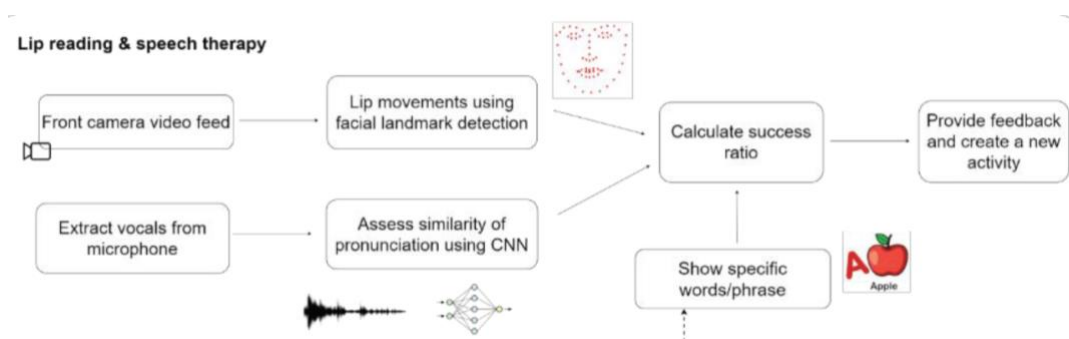 Lip reading & speech therapy
Front camera video feed
Lip movements using
facial landmark detection
Calculate success
ratio
Provide feedback
and create a new
activity
Extract vocals from
microphone
Assess similarity of
pronunciation using CNN
Show specific
words/phrase
A
Apple